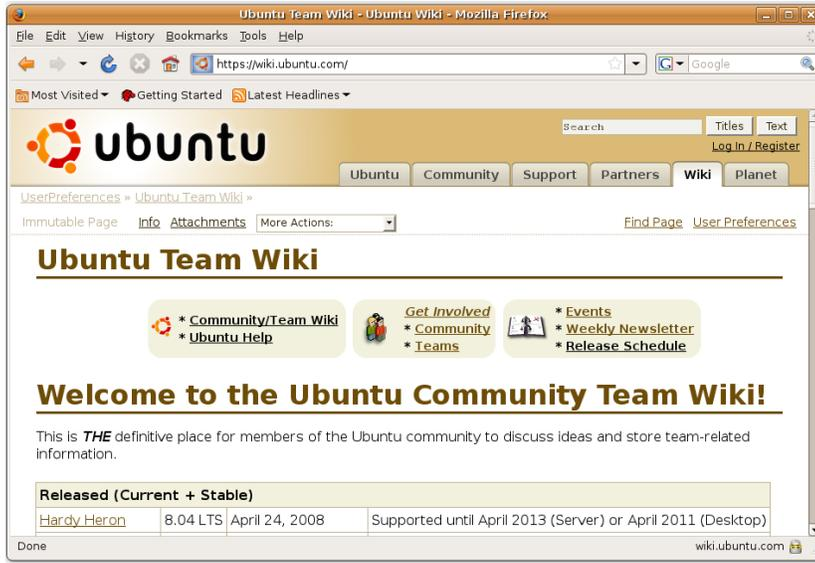 Ubuntu Team Wiki - Ubuntu Wiki - Mozilla Firefox
File Edit View History Bookmarks Tools Help
https://wiki.ubuntu.com/
G Google
Most Visited Getting Started Latest Headlines
ubuntu
Search Titles Text
Log In / Register
Ubuntu Community Support Partners Wiki Planet
UserPreferences » Ubuntu Team Wiki »
Immutable Page Info Attachments More Actions: Find Page User Preferences
Ubuntu Team Wiki
* Community/Team Wiki
* Ubuntu Help
Get Involved
* Community
* Teams
* Events
* Weekly Newsletter
* Release Schedule
Welcome to the Ubuntu Community Team Wiki!
This is THE definitive place for members of the Ubuntu community to discuss ideas and store team-related
information.
Released (Current + Stable)
Hardy Heron 8.04 LTS April 24, 2008 Supported until April 2013 (Server) or April 2011 (Desktop)
Done wiki.ubuntu.com